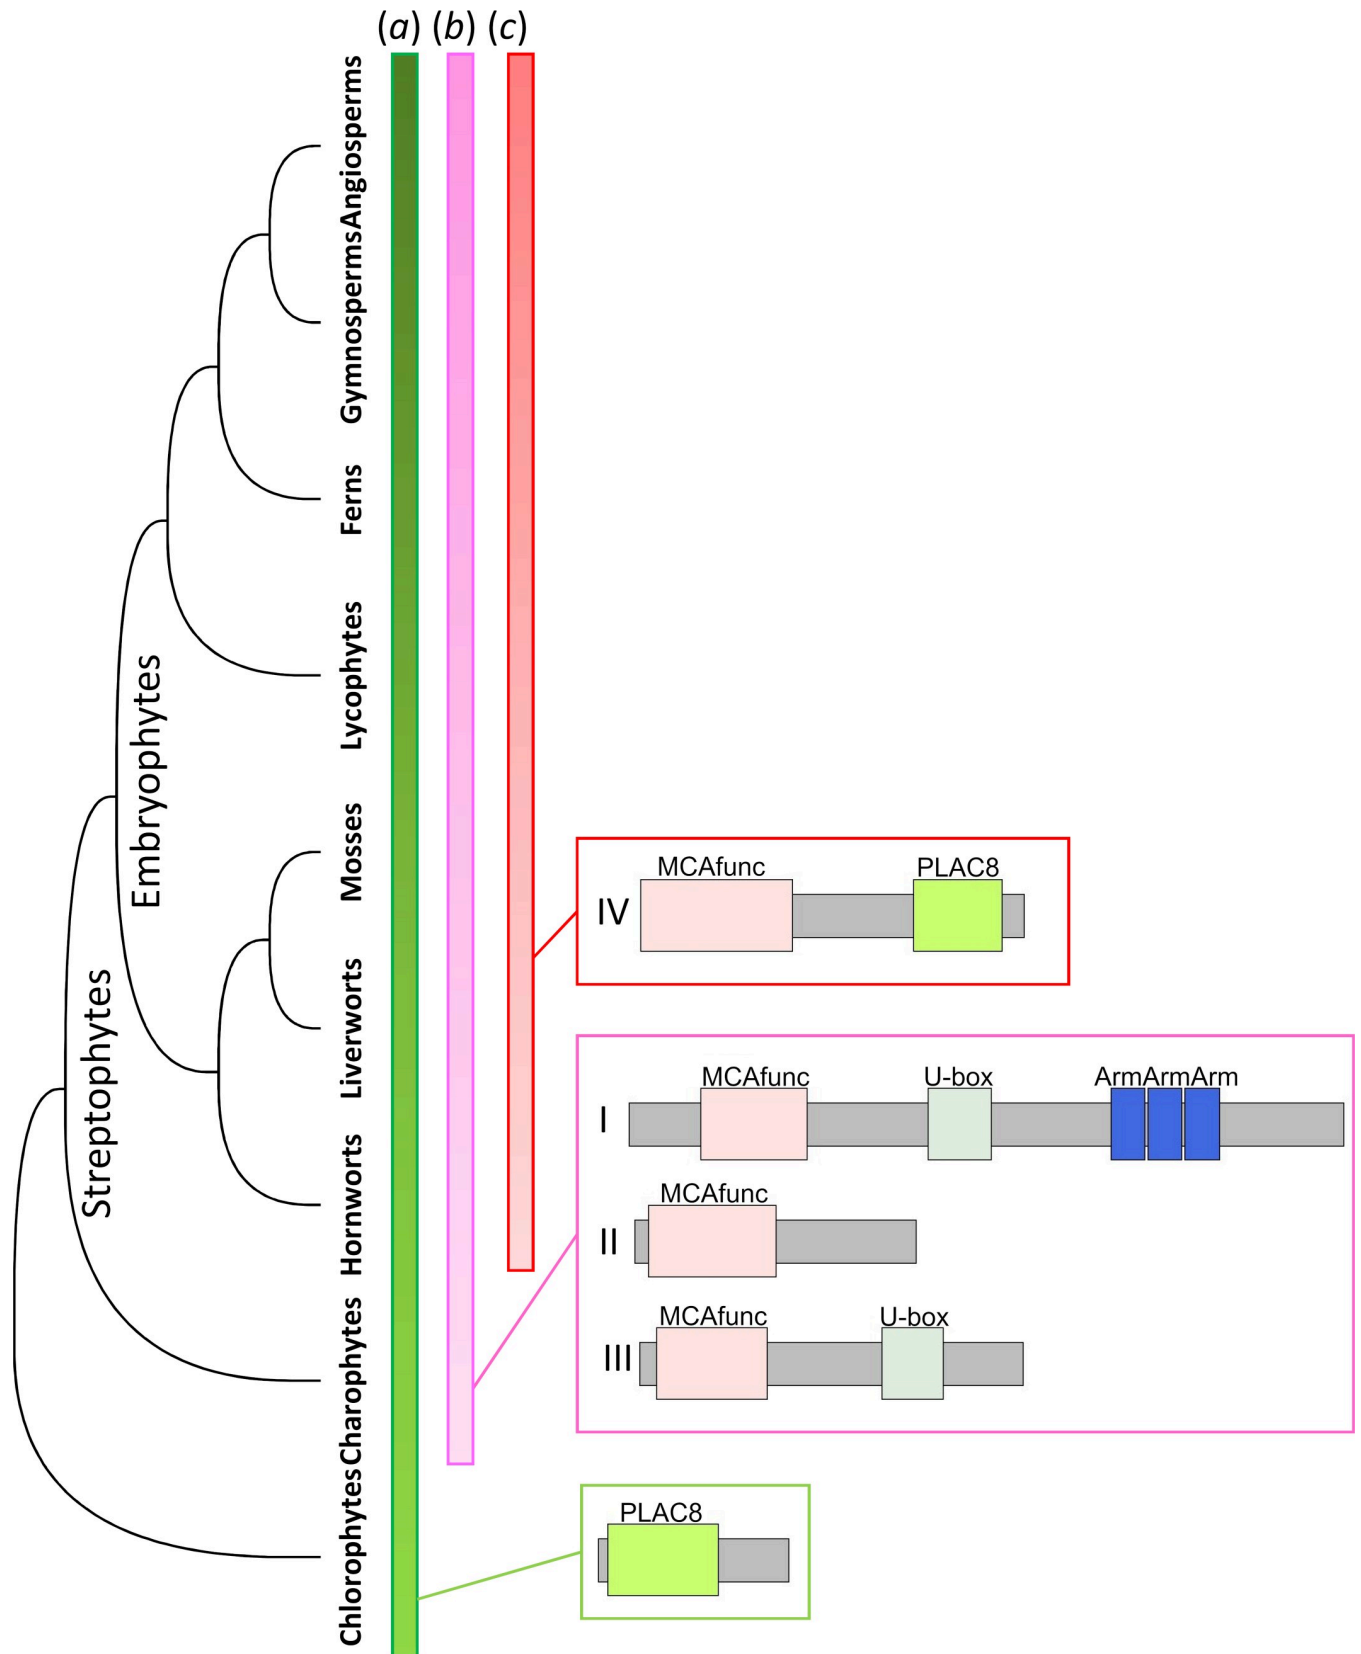 (a) (b) (c)
Angiosperms
Gymnosperms
Ferns
Lycophytes
Mosses
Liverworts
Hornworts
Charophytes
Chlorophytes
Embryophytes
Streptophytes
MCAfunc PLAC8
IV
MCAfunc U-box ArmArmArm
I
MCAfunc
II
MCAfunc U-box
III
PLAC8